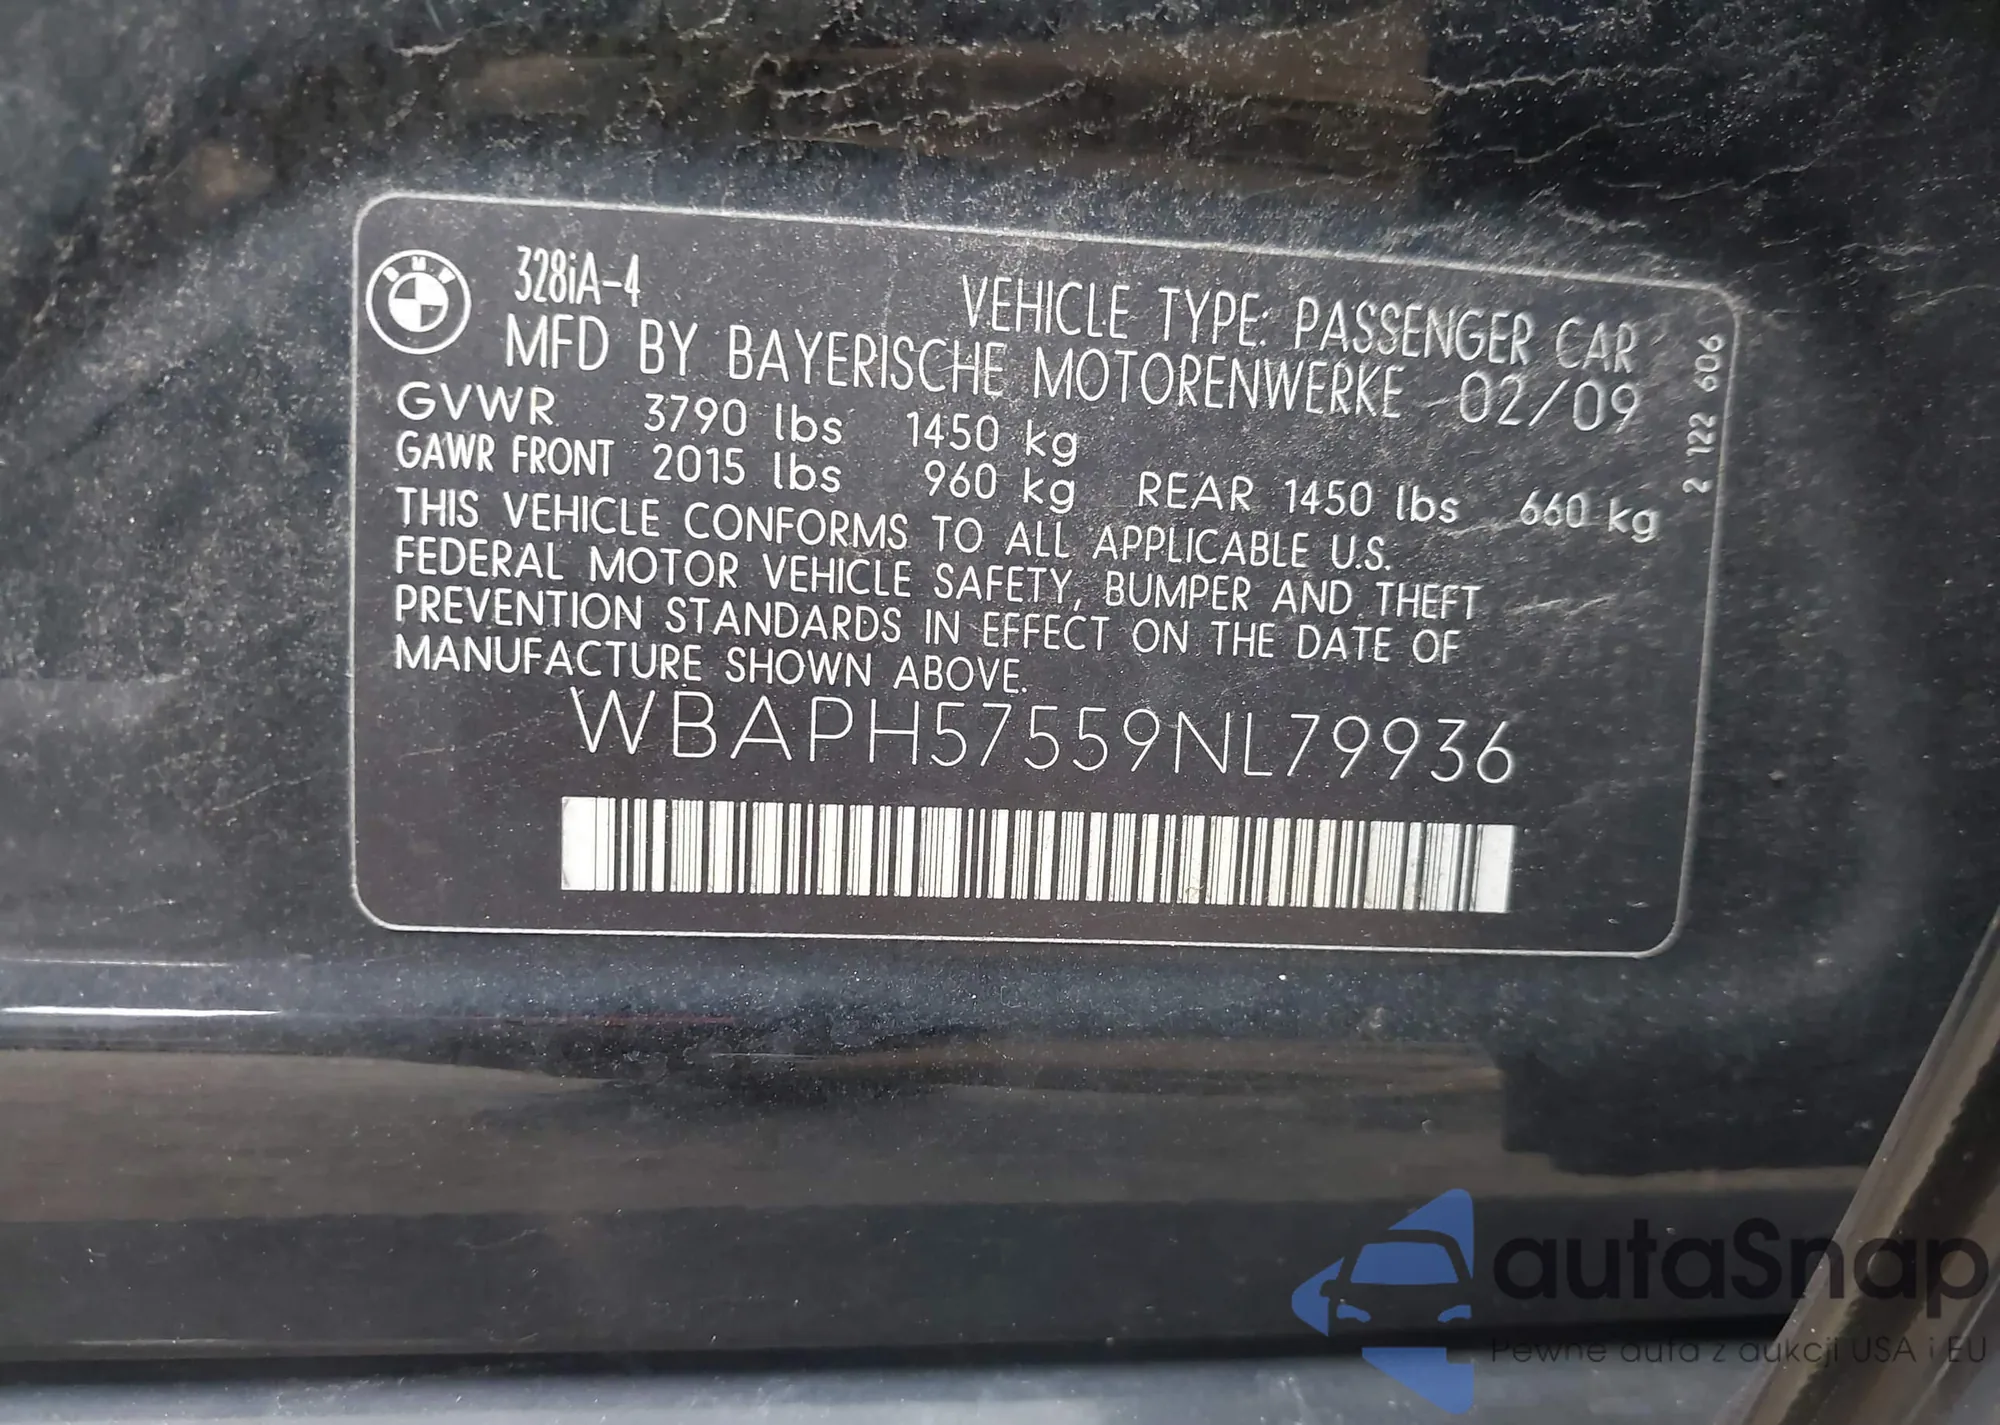 BMW
328iA-4
VEHICLE TYPE: PASSENGER CAR
MFD BY BAYERISCHE MOTORENWERKE 02/09
GVWR 3790 lbs 1450 kg
GAWR FRONT 2015 lbs 960 kg REAR 1450 lbs 660 kg
THIS VEHICLE CONFORMS TO ALL APPLICABLE U.S.
FEDERAL MOTOR VEHICLE SAFETY, BUMPER AND THEFT
PREVENTION STANDARDS IN EFFECT ON THE DATE OF
MANUFACTURE SHOWN ABOVE.
WBAPH57559NL79936
2 122 606
autaSnap
Pewne auta z aukcji USA i EU